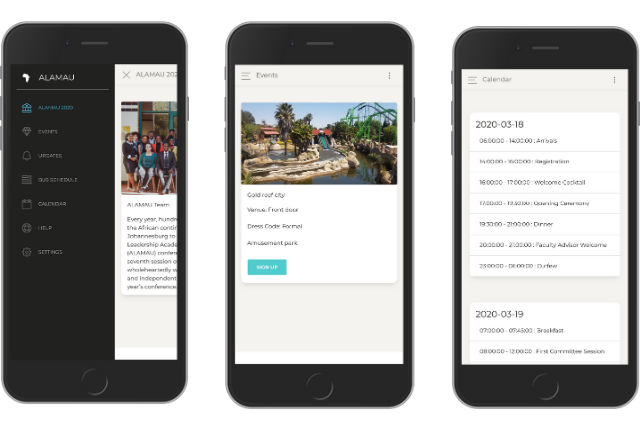 ALAMAU
ALAMAU 2020
EVENTS
UPDATES
BUS SCHEDULE
CALENDAR
HELP
SETTINGS
ALAMAU 202
ALAMAU Team
Every year, hund
the African contin
Johannesburg to
Leadership Acade
(ALAMAU) confere
seventh session o
wholeheartedly w
and independent
year's conference.
Events
Gold reef city
Venue: Front door
Dress Code: Formal
Amusement park
SIGN UP
Calendar
2020-03-18
06:00:00 - 14:00:00 : Arrivals
14:00:00 - 16:00:00 : Registration
16:00:00 - 17:00:00 : Welcome Cocktail
17:00:00 - 19:30:00 : Opening Ceremony
19:30:00 - 21:00:00 : Dinner
20:00:00 - 21:00:00 : Faculty Advisor Welcome
23:00:00 - 06:00:00 : Curfew
2020-03-19
07:00:00 - 07:45:00 : Breakfast
08:00:00 - 12:00:00 : First Committee Session